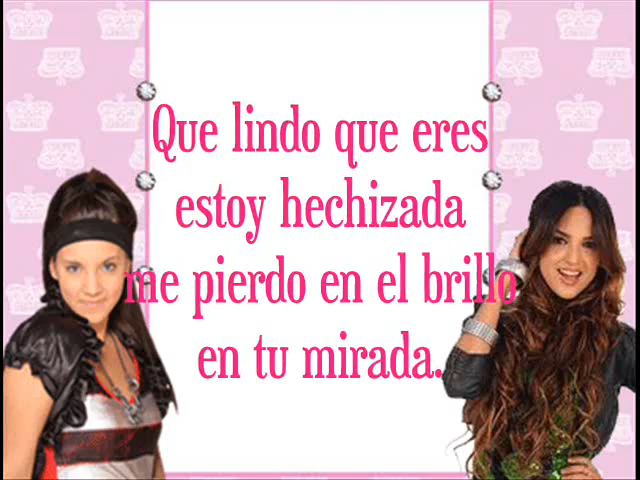 Que lindo que eres
estoy hechizada
me pierdo en el brillo
en tu mirada.